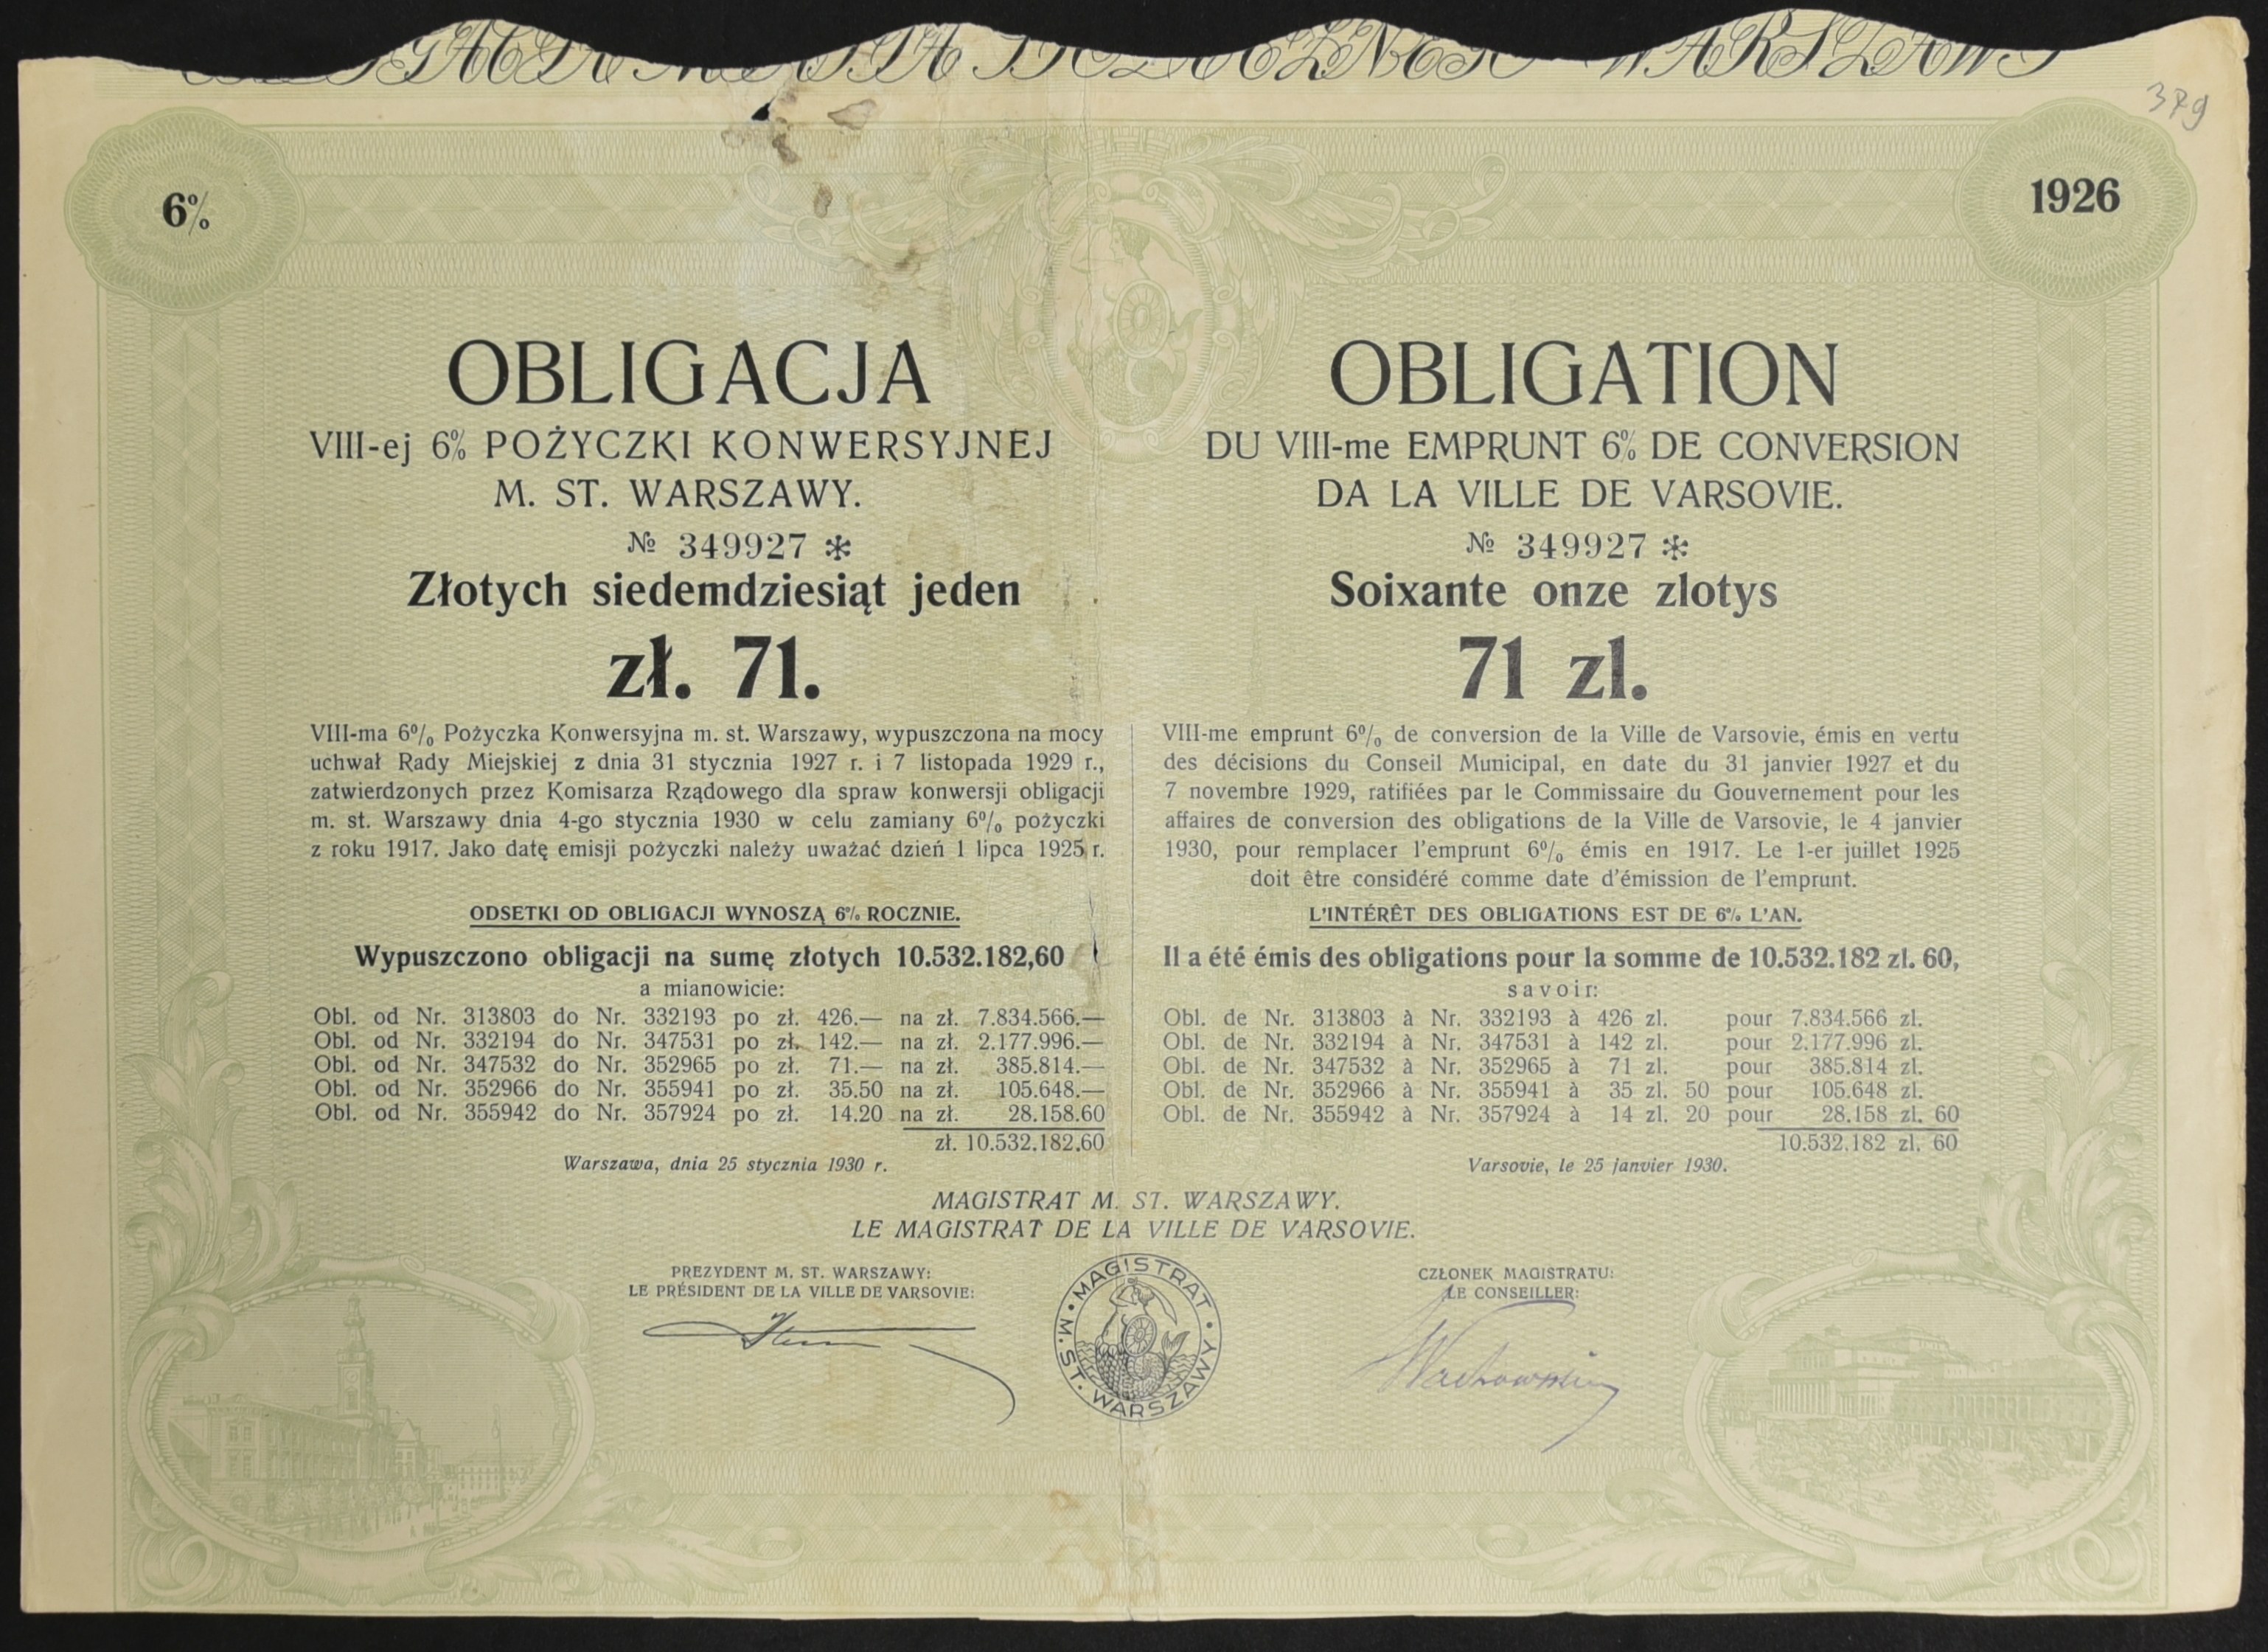 OBLIGACJA MIASTA STOŁECZNEGO WARSZAWY
379
6%
1926
OBLIGACJA
VIII-ej 6% POŻYCZKI KONWERSYJNEJ
M. ST. WARSZAWY.
№ 349927 *
Złotych siedemdziesiąt jeden
zł. 71.
VIII-ma 6% Pożyczka Konwersyjna m. st. Warszawy, wypuszczona na mocy
uchwał Rady Miejskiej z dnia 31 stycznia 1927 r. i 7 listopada 1929 r.,
zatwierdzonych przez Komisarza Rządowego dla spraw konwersji obligacji
m. st. Warszawy dnia 4-go stycznia 1930 w celu zamiany 6% pożyczki
z roku 1917. Jako datę emisji pożyczki należy uważać dzień 1 lipca 1925 r.
ODSETKI OD OBLIGACJI WYNOSZĄ 6% ROCZNIE.
Wypuszczono obligacji na sumę złotych 10.532.182,60
a mianowicie:
Obl. od Nr. 313803 do Nr. 332193 po zł. 426.— na zł. 7.834.566.—
Obl. od Nr. 332194 do Nr. 347531 po zł. 142.— na zł. 2.177.996.—
Obl. od Nr. 347532 do Nr. 352965 po zł. 71.— na zł. 385.814.—
Obl. od Nr. 352966 do Nr. 355941 po zł. 35.50 na zł. 105.648.—
Obl. od Nr. 355942 do Nr. 357924 po zł. 14.20 na zł. 28.158.60
zł. 10.532.182.60
Warszawa, dnia 25 stycznia 1930 r.
OBLIGATION
DU VIII-me EMPRUNT 6% DE CONVERSION
DA LA VILLE DE VARSOVIE.
№ 349927 *
Soixante onze zlotys
71 zl.
VIII-me emprunt 6% de conversion de la Ville de Varsovie, émis en vertu
des décisions du Conseil Municipal, en date du 31 janvier 1927 et du
7 novembre 1929, ratifiées par le Commissaire du Gouvernement pour les
affaires de conversion des obligations de la Ville de Varsovie, le 4 janvier
1930, pour remplacer l'emprunt 6% émis en 1917. Le 1-er juillet 1925
doit être considéré comme date d'émission de l'emprunt.
L'INTÉRÊT DES OBLIGATIONS EST DE 6% L'AN.
Il a été émis des obligations pour la somme de 10.532.182 zl. 60,
savoir:
Obl. de Nr. 313803 à Nr. 332193 à 426 zl. pour 7.834.566 zl.
Obl. de Nr. 332194 à Nr. 347531 à 142 zl. pour 2.177.996 zl.
Obl. de Nr. 347532 à Nr. 352965 à 71 zl. pour 385.814 zl.
Obl. de Nr. 352966 à Nr. 355941 à 35 zl. 50 pour 105.648 zl.
Obl. de Nr. 355942 à Nr. 357924 à 14 zl. 20 pour 28.158 zl. 60
10.532.182 zl. 60
Varsovie, le 25 janvier 1930.
MAGISTRAT M. ST. WARSZAWY.
LE MAGISTRAT DE LA VILLE DE VARSOVIE.
PREZYDENT M. ST. WARSZAWY:
LE PRÉSIDENT DE LA VILLE DE VARSOVIE:
MAGISTRAT • M. ST. WARSZAWY •
CZŁONEK MAGISTRATU:
LE CONSEILLER: